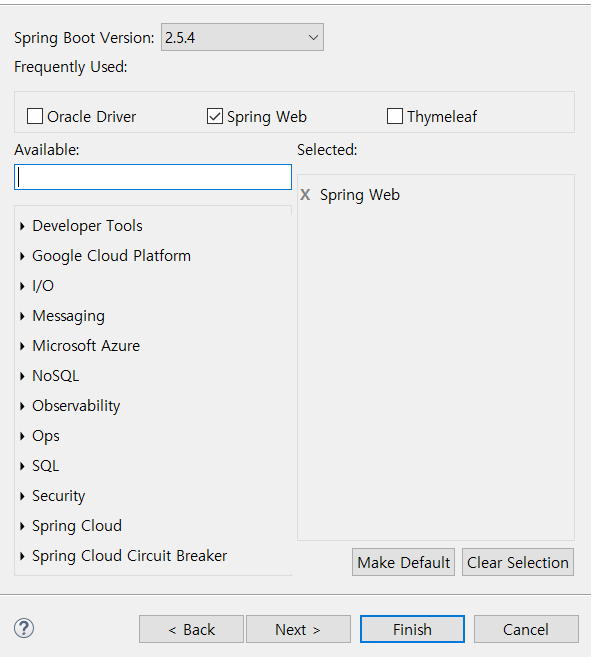 Spring Boot Version: 2.5.4
Frequently Used:
Oracle Driver Spring Web Thymeleaf
Available: Selected:
X Spring Web
Developer Tools
Google Cloud Platform
I/O
Messaging
Microsoft Azure
NoSQL
Observability
Ops
SQL
Security
Spring Cloud
Spring Cloud Circuit Breaker
Make Default Clear Selection
? < Back Next > Finish Cancel